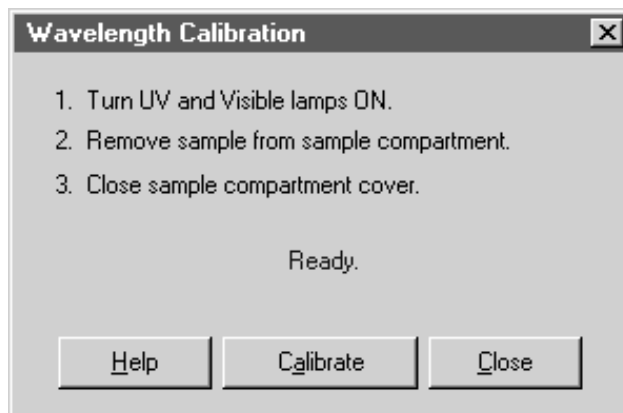 Wavelength Calibration
1. Turn UV and Visible lamps ON.
2. Remove sample from sample compartment.
3. Close sample compartment cover.
Ready.
Help Calibrate Close